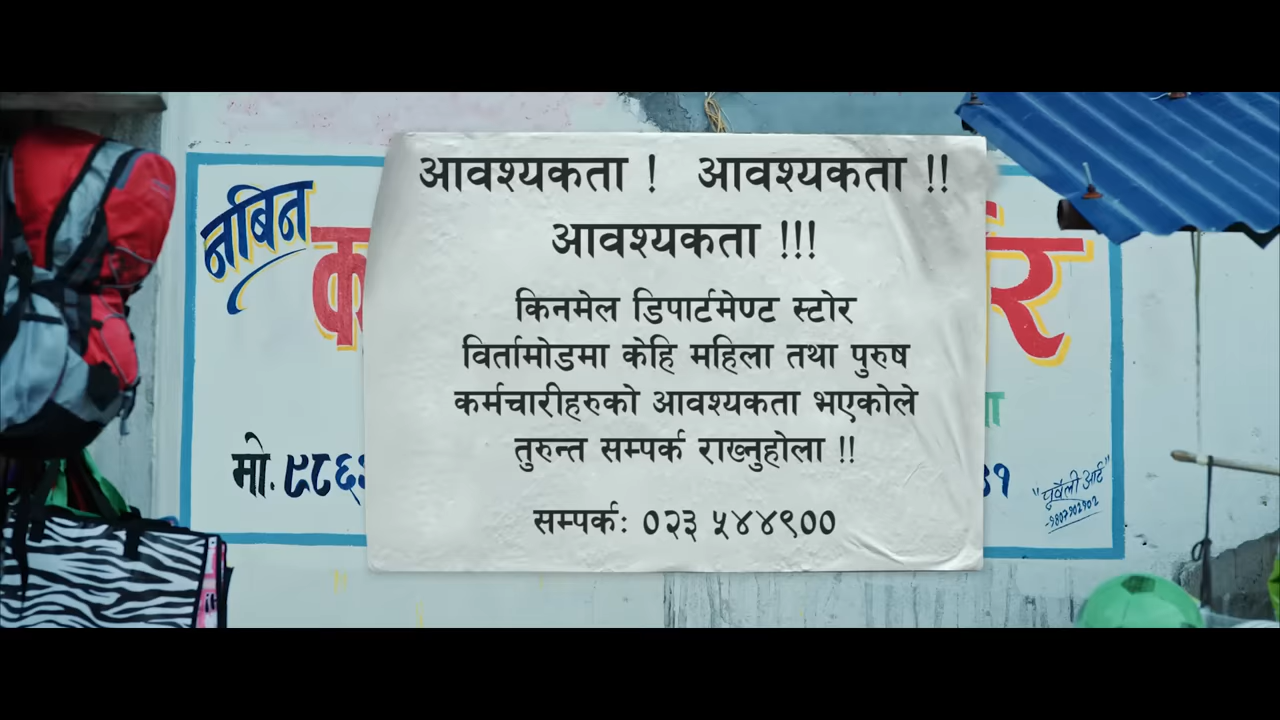 आवश्यकता ! आवश्यकता !!
आवश्यकता !!!
किनमेल डिपार्टमेण्ट स्टोर
विर्तामोडमा केहि महिला तथा पुरुष
कर्मचारीहरुको आवश्यकता भएकोले
तुरुन्त सम्पर्क राख्नुहोला !!
सम्पर्क: ०२३ ५४४९००
नबिन
मो. ९८६
"पूर्वेली आर्ट"